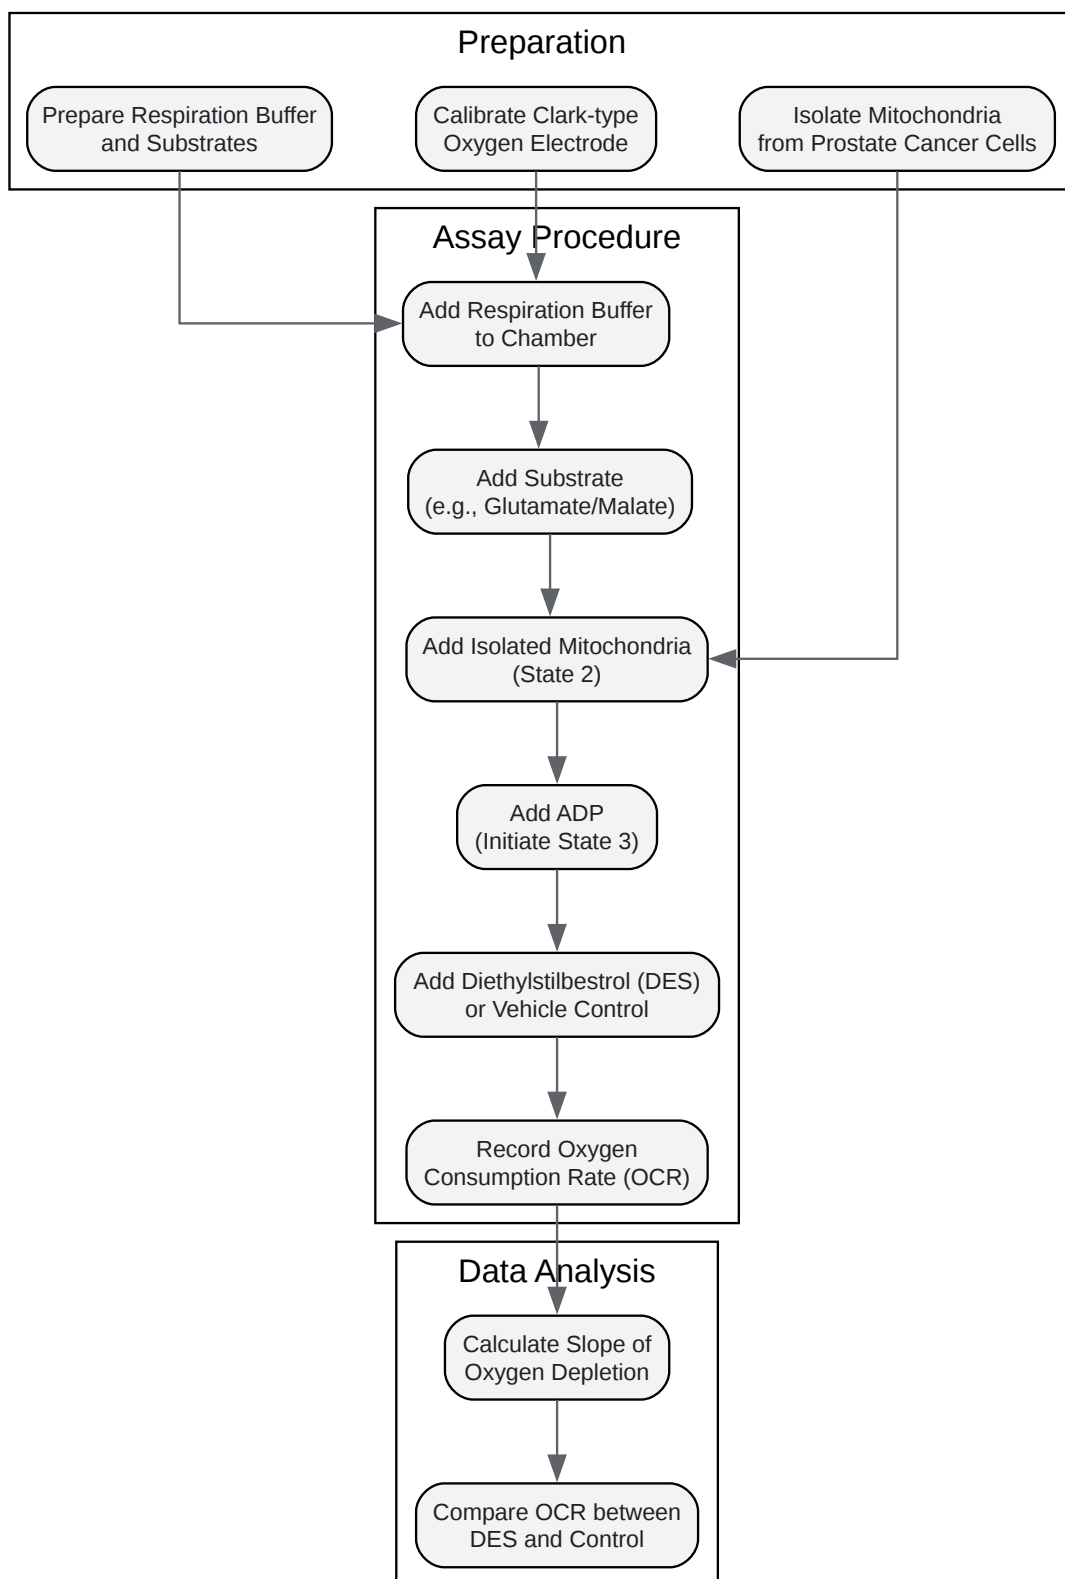 Preparation
Prepare Respiration Buffer
and Substrates
Calibrate Clark-type
Oxygen Electrode
Isolate Mitochondria
from Prostate Cancer Cells
Assay Procedure
Add Respiration Buffer
to Chamber
Add Substrate
(e.g., Glutamate/Malate)
Add Isolated Mitochondria
(State 2)
Add ADP
(Initiate State 3)
Add Diethylstilbestrol (DES)
or Vehicle Control
Record Oxygen
Consumption Rate (OCR)
Data Analysis
Calculate Slope of
Oxygen Depletion
Compare OCR between
DES and Control